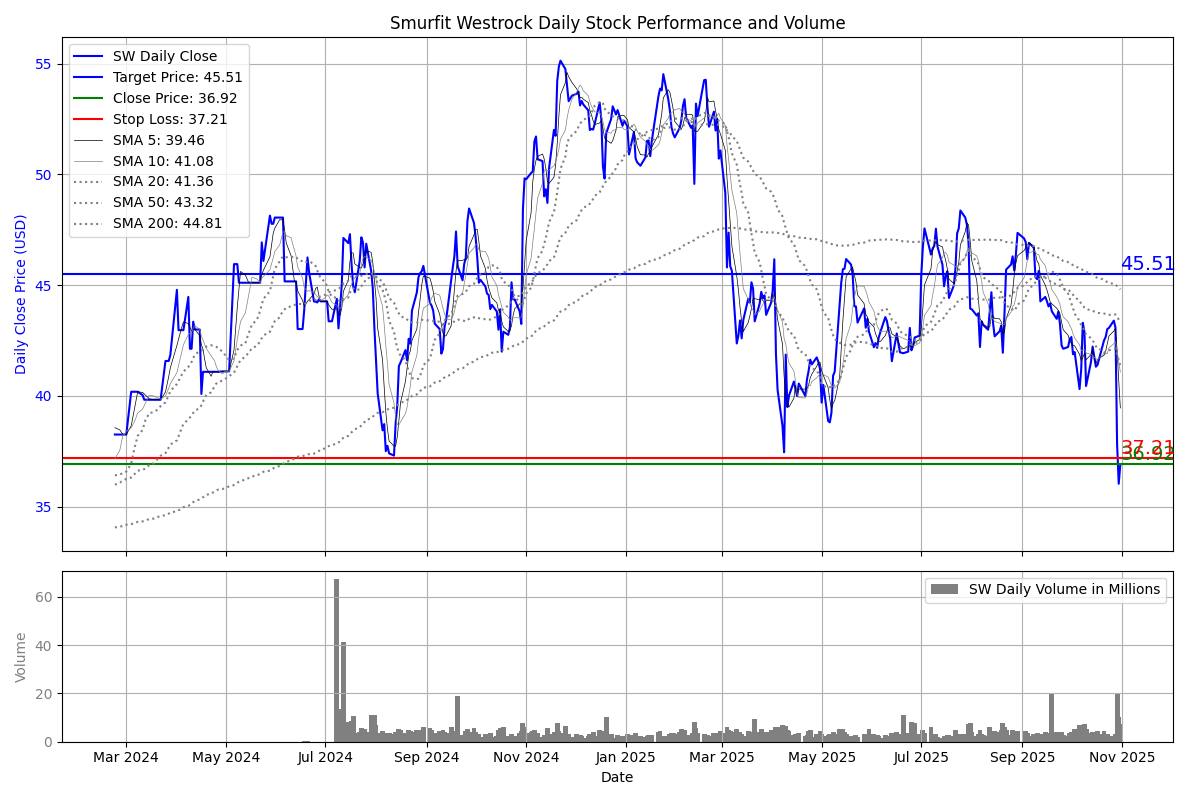 Smurfit Westrock Daily Stock Performance and Volume
SW Daily Close
Target Price: 45.51
Close Price: 36.92
Stop Loss: 37.21
SMA 5: 39.46
SMA 10: 41.08
SMA 20: 41.36
SMA 50: 43.32
SMA 200: 44.81
Daily Close Price (USD)
55
50
45
40
35
45.51
37.21
36.92
SW Daily Volume in Millions
Volume
60
40
20
0
Mar 2024 May 2024 Jul 2024 Sep 2024 Nov 2024 Jan 2025 Mar 2025 May 2025 Jul 2025 Sep 2025 Nov 2025
Date